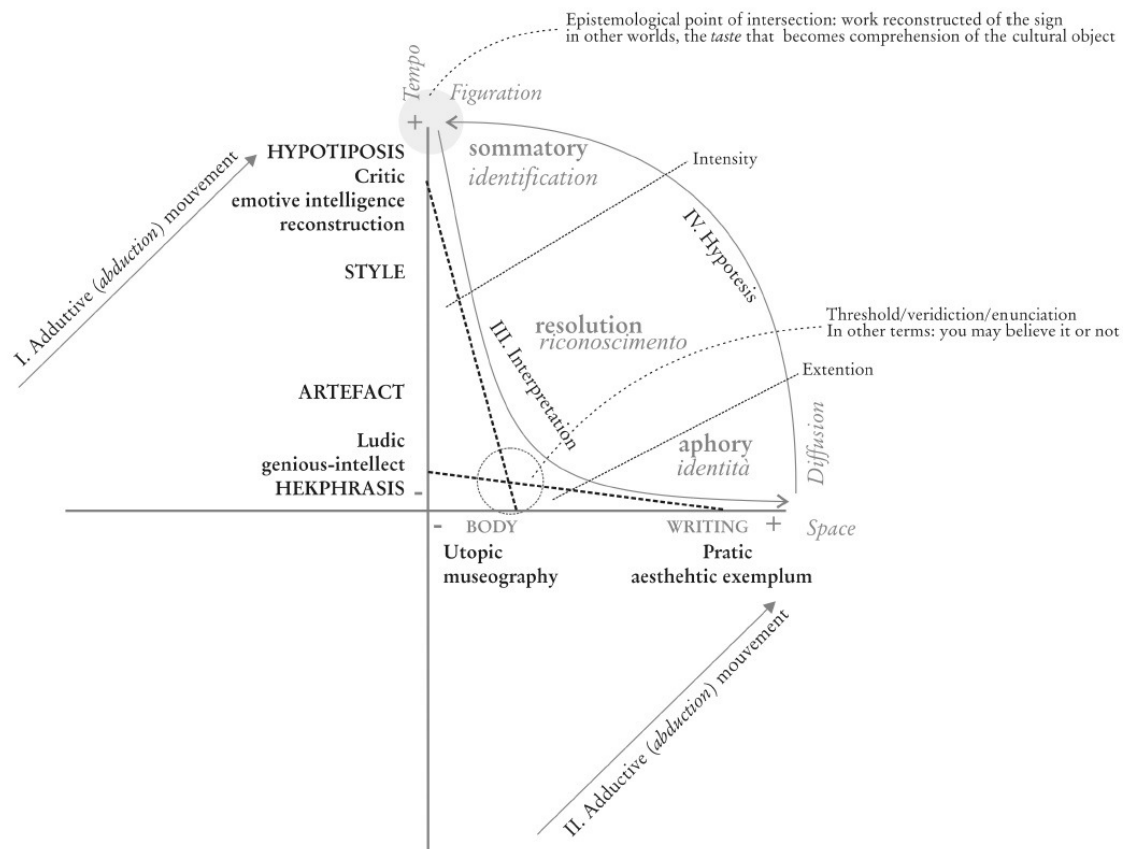 Epistemological point of intersection: work reconstructed of the sign
in other worlds, the taste that becomes comprehension of the cultural object
Tempo
Figuration
+
HYPOTIPOSIS
Critic
emotive intelligence
reconstruction
sommatory
identification
Intensity
I. Adduttive (abduction) mouvement
IV. Hypotesis
STYLE
Threshold/veridiction/enunciation
In other terms: you may believe it or not
resolution
riconoscimento
III. Interpretation
Extention
ARTEFACT
Ludic
genious-intellect
HEKPHRASIS
-
aphory
identità
Diffusion
-
BODY
WRITING
+
Space
Utopic
museography
Pratic
aesthehtic exemplum
II. Adductive (abduction) mouvement